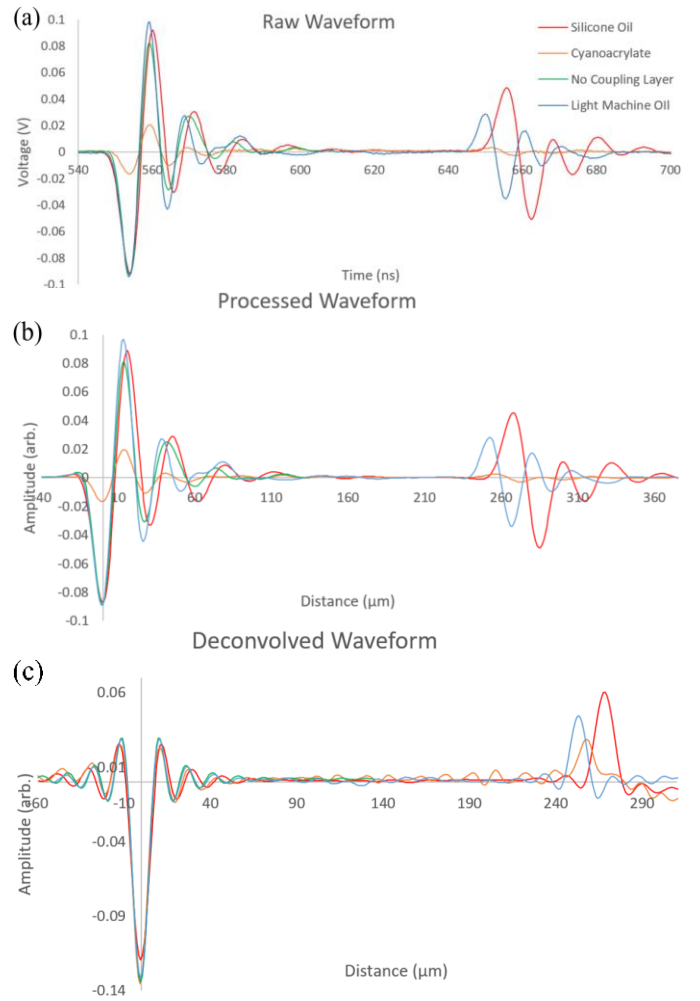 (a)
Raw Waveform
Silicone Oil
Cyanoacrylate
No Coupling Layer
Light Machine Oil
Voltage (V)
0.1
0.08
0.06
0.04
0.02
0
-0.02
-0.04
-0.06
-0.08
-0.1
540 560 580 600 620 640 560 680 700
Time (ns)
Processed Waveform
(b)
Amplitude (arb.)
0.1
0.08
0.06
0.04
0.02
0
-0.02
-0.04
-0.06
-0.08
-0.1
40 10 60 110 160 210 260 310 360
Distance (μm)
Deconvolved Waveform
(c)
Amplitude (arb.)
0.06
0.01
-0.04
-0.09
-0.14
60 -10 40 90 140 190 240 290
Distance (μm)